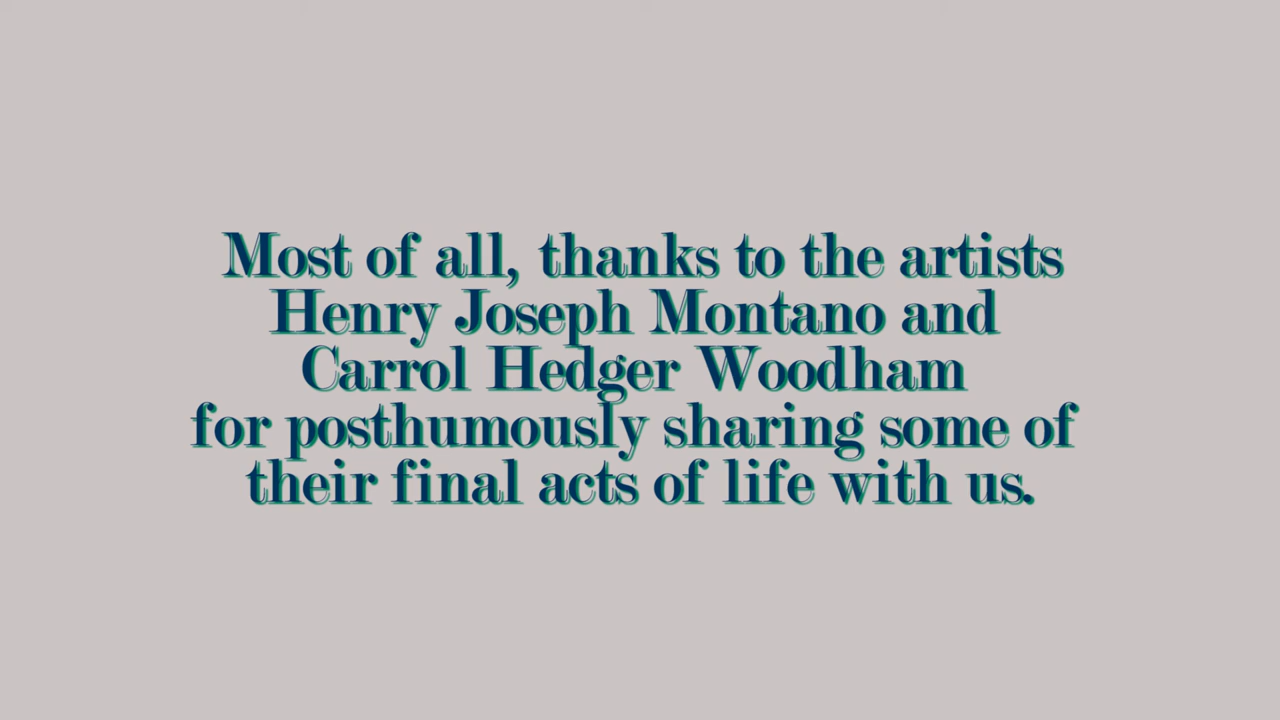 Most of all, thanks to the artists
Henry Joseph Montano and
Carrol Hedger Woodham
for posthumously sharing some of
their final acts of life with us.